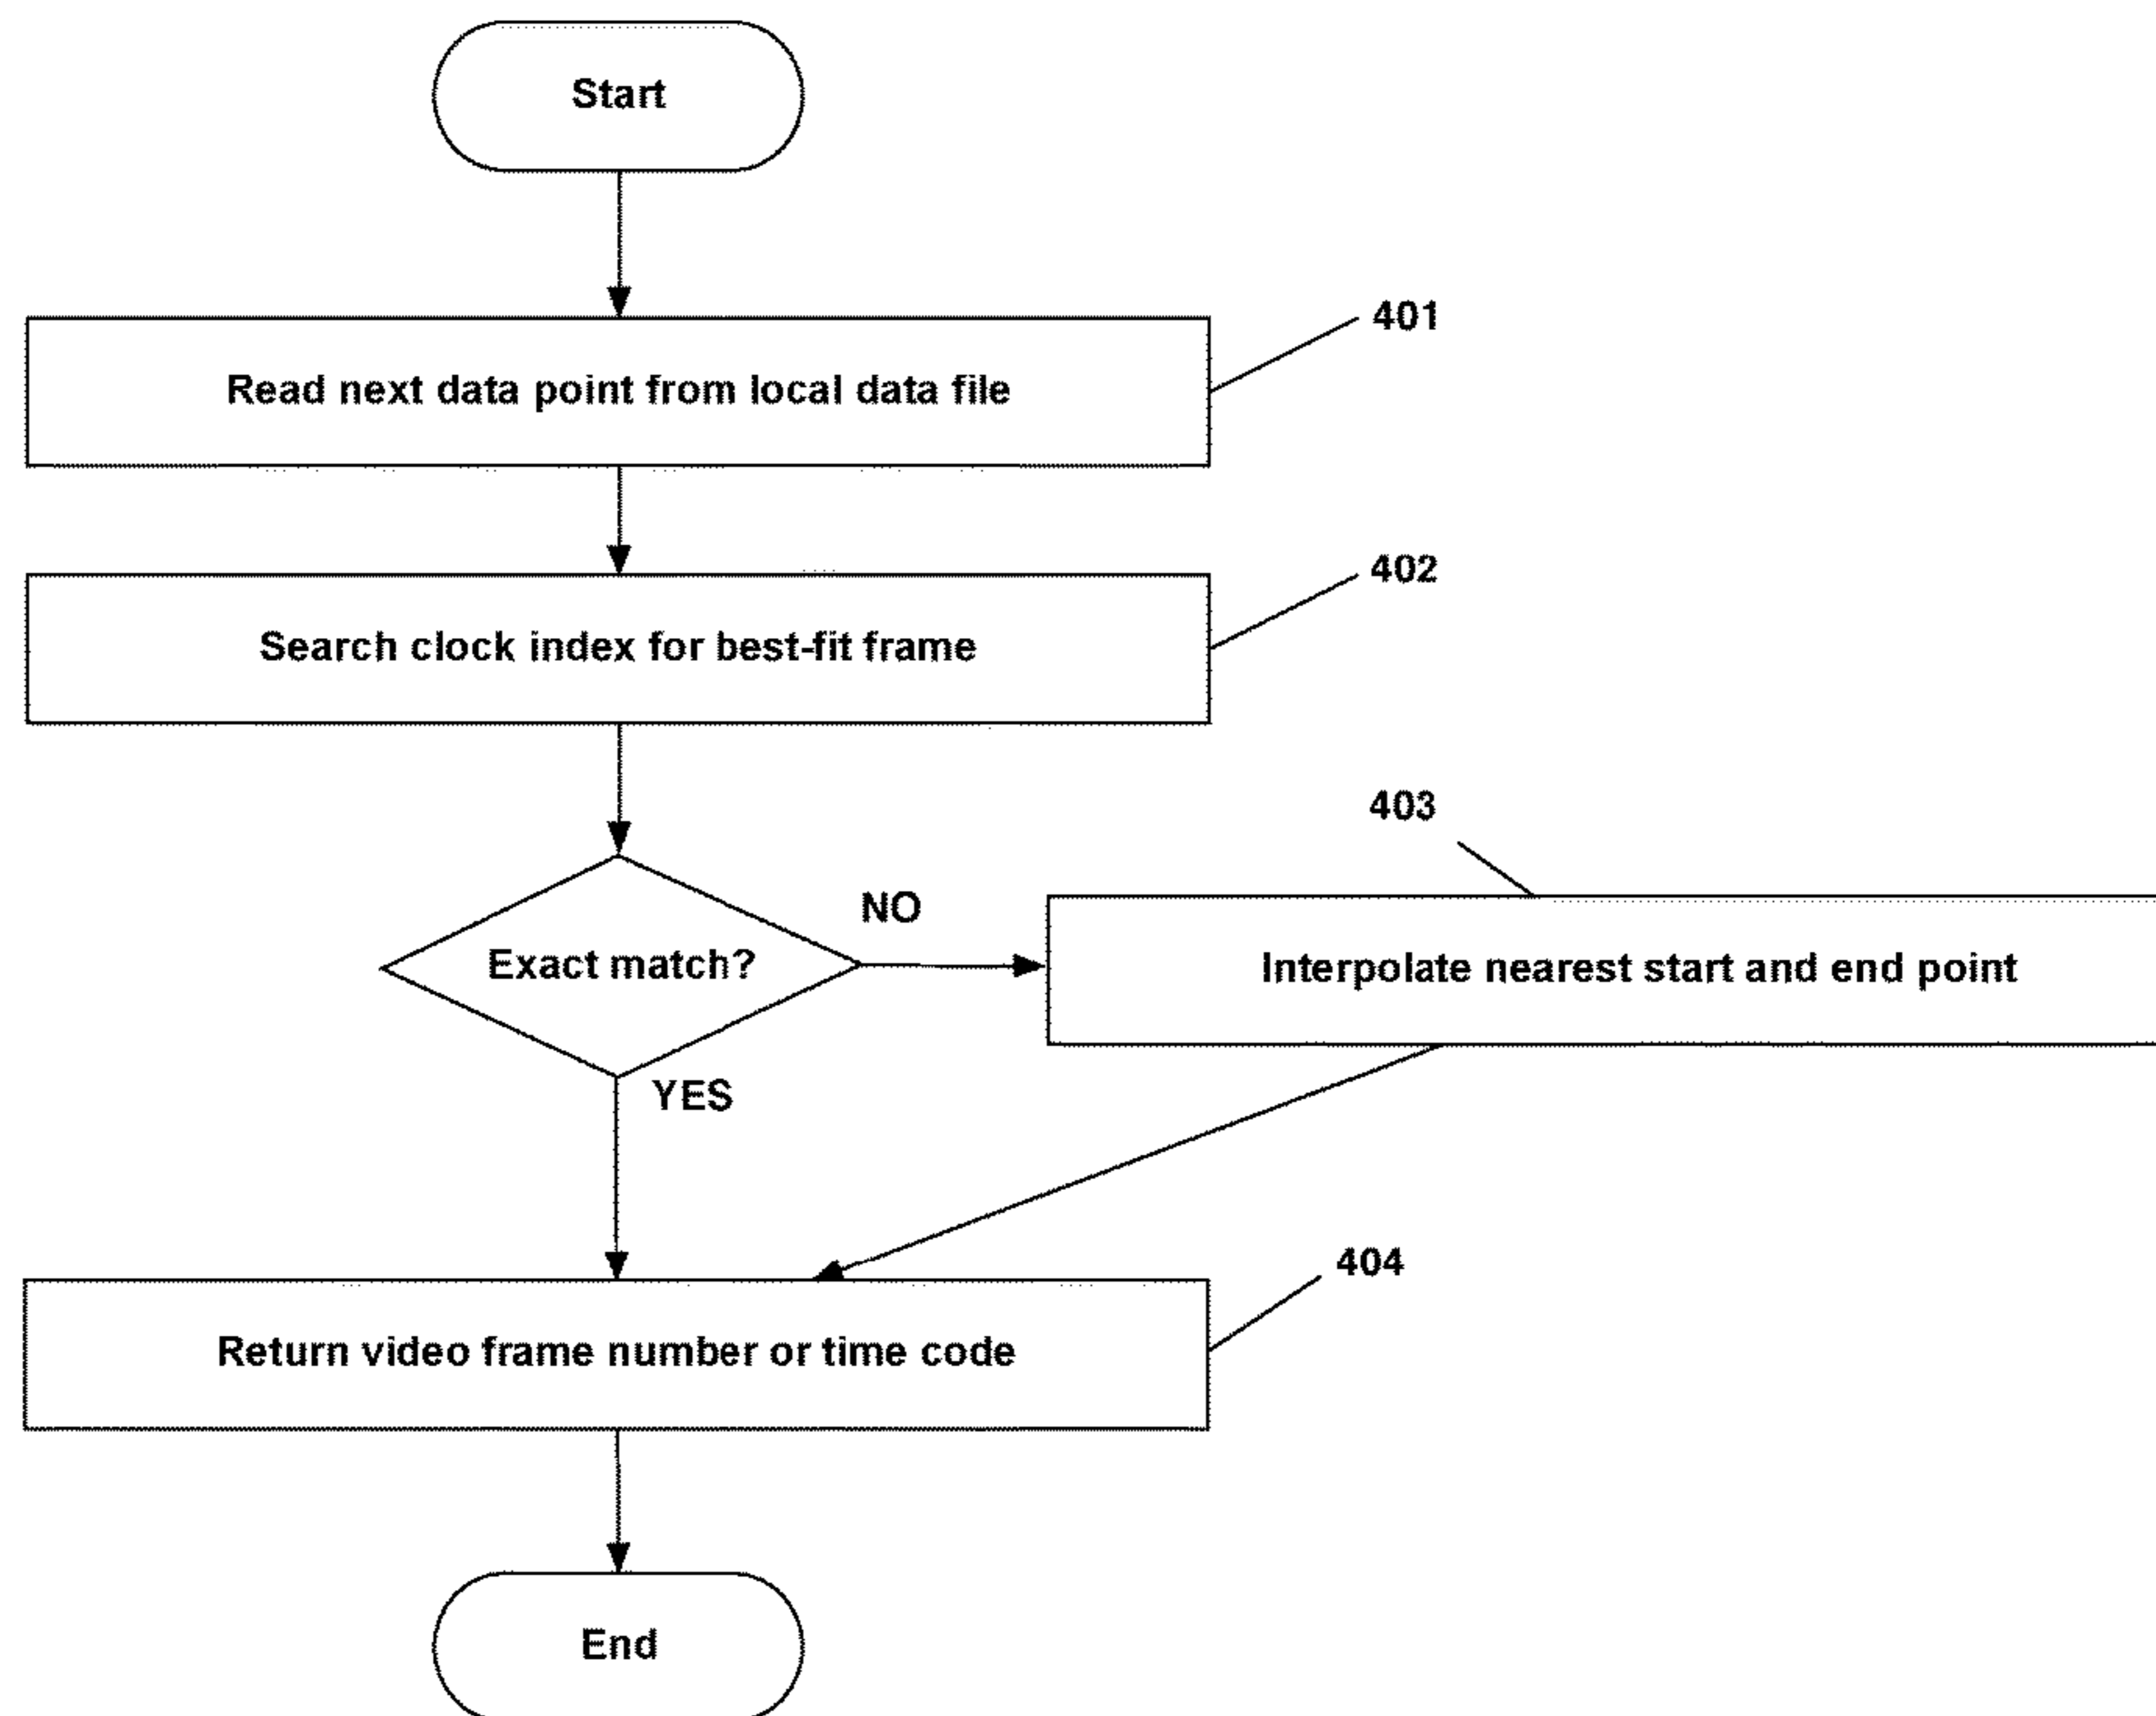 Start
401
Read next data point from local data file
402
Search clock index for best-fit frame
403
NO
Exact match?
Interpolate nearest start and end point
YES
404
Return video frame number or time code
End